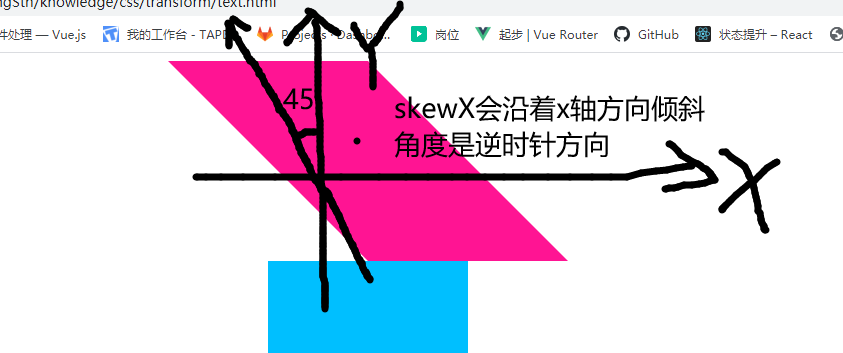 ngSth/knowledge/css/transform/text.html
件处理 — Vue.js 我的工作台 - TAPD Projects · Dashbo... 岗位 起步 | Vue Router GitHub 状态提升 – React
Y
45
skewX会沿着x轴方向倾斜
角度是逆时针方向
X